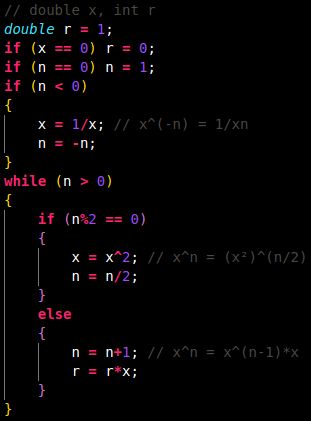 // double x, int r
double r = 1;
if (x == 0) r = 0;
if (n == 0) n = 1;
if (n < 0)
{
x = 1/x; // x^(-n) = 1/xn
n = -n;
}
while (n > 0)
{
if (n%2 == 0)
{
x = x^2; // x^n = (x²)^(n/2)
n = n/2;
}
else
{
n = n+1; // x^n = x^(n-1)*x
r = r*x;
}
}